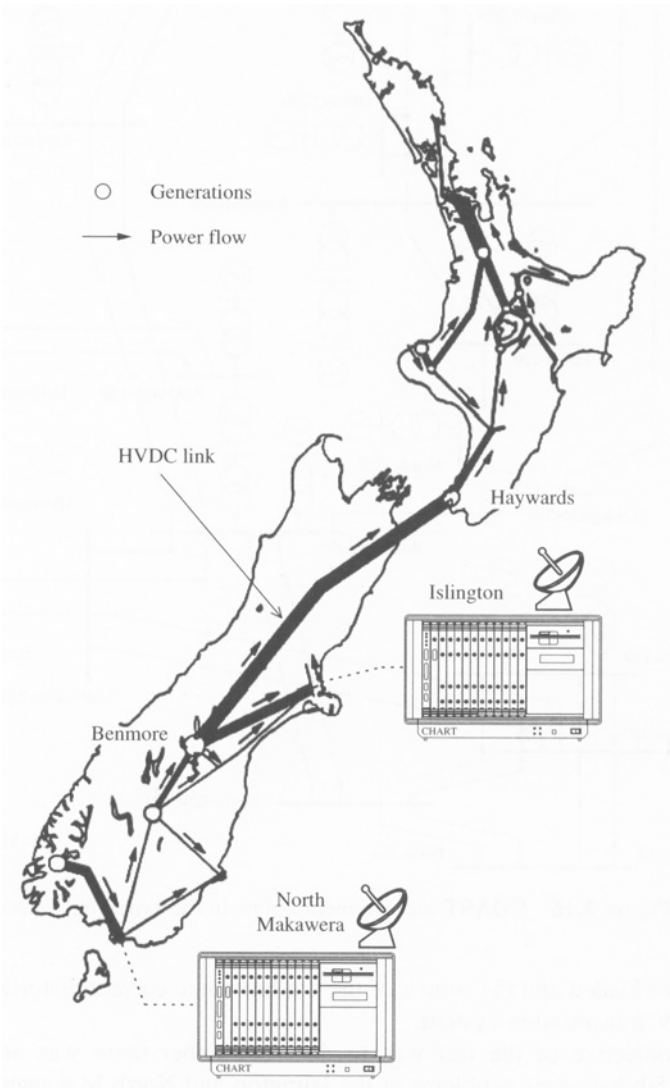 Generations
Power flow
HVDC link
Haywards
Islington
CHART
Benmore
North
Makawera
CHART